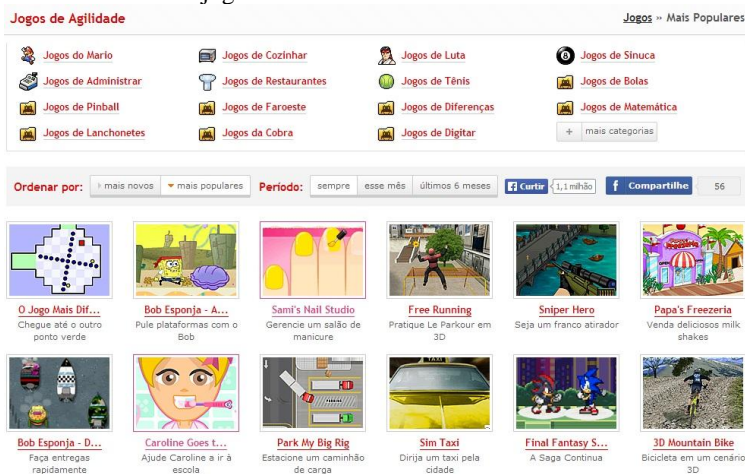 Jogos de Agilidade
Jogos » Mais Populares
Jogos do Mario
Jogos de Cozinhar
Jogos de Luta
Jogos de Sinuca
Jogos de Administrar
Jogos de Restaurantes
Jogos de Tênis
Jogos de Bolas
Jogos de Pinball
Jogos de Faroeste
Jogos de Diferenças
Jogos de Matemática
Jogos de Lanchonetes
Jogos da Cobra
Jogos de Digitar
+ mais categorias
Ordenar por: mais novos mais populares Período: sempre esse mês últimos 6 meses Curtir 1,1 milhão Compartilhe 56
O Jogo Mais Dif...
Chegue até o outro
ponto verde
Bob Esponja - A...
Pule plataformas com o
Bob
Sami's Nail Studio
Gerencie um salão de
manicure
Free Running
Pratique Le Parkour em
3D
Sniper Hero
Seja um franco atirador
Papa's Freezeria
Venda deliciosos milk
shakes
Bob Esponja - D...
Faça entregas
rapidamente
Caroline Goes t...
Ajude Caroline a ir à
escola
Park My Big Rig
Estacione um caminhão
de carga
TAXI
Sim Taxi
Dirija um taxi pela
cidade
Final Fantasy S...
A Saga Continua
3D Mountain Bike
Bicicleta em um cenário
3D